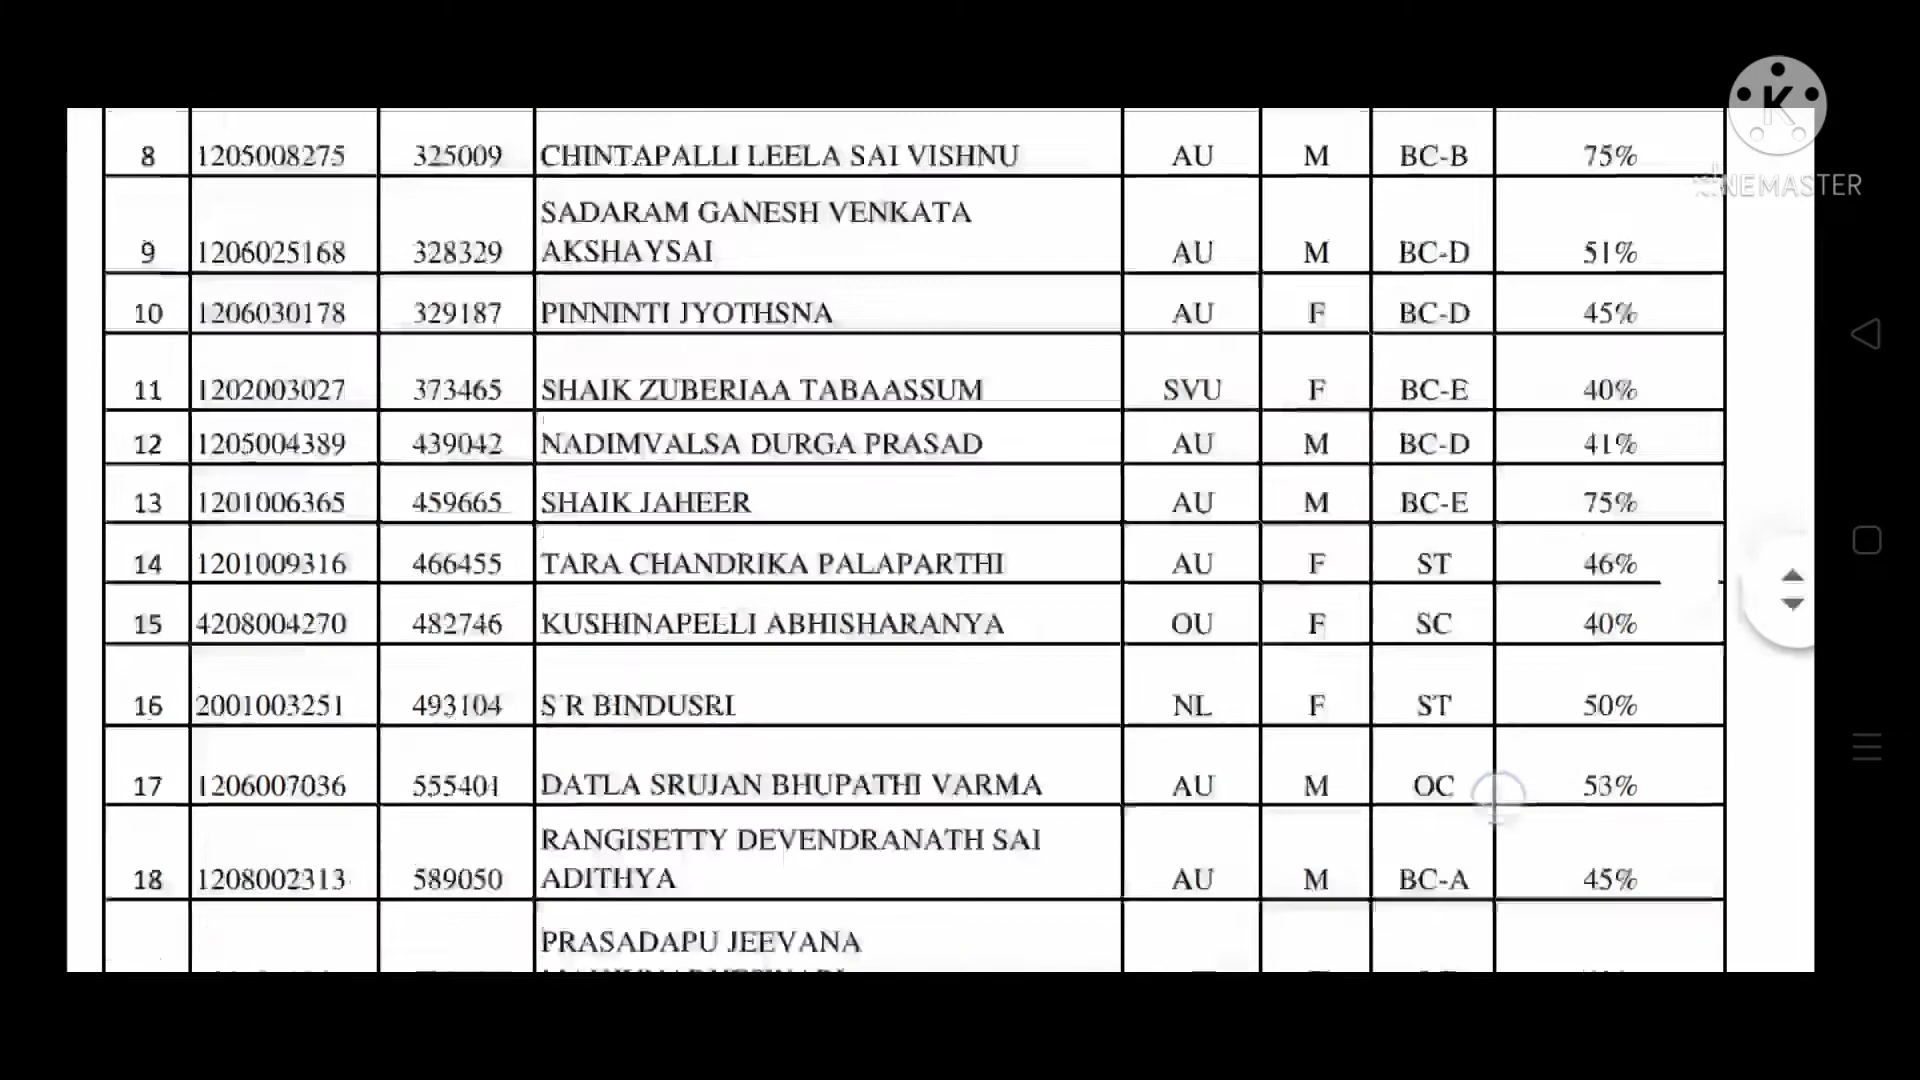 8 1205008275 325009 CHINTAPALLI LEELA SAI VISHNU AU M BC-B 75%
K
KINEMASTER
SADARAM GANESH VENKATA
9 1206025168 328329 AKSHAYSAI AU M BC-D 51%
10 1206030178 329187 PINNINTI JYOTHSNA AU F BC-D 45%
11 1202003027 373465 SHAIK ZUBERIAA TABAASSUM SVU F BC-E 40%
12 1205004389 439042 NADIMVALSA DURGA PRASAD AU M BC-D 41%
13 1201006365 459665 SHAIK JAHEER AU M BC-E 75%
14 1201009316 466455 TARA CHANDRIKA PALAPARTHI AU F ST 46%
15 4208004270 482746 KUSHINAPELLI ABHISHARANYA OU F SC 40%
16 2001003251 493104 S R BINDUSRI NL F ST 50%
17 1206007036 555401 DATLA SRUJAN BHUPATHI VARMA AU M OC 53%
RANGISETTY DEVENDRANATH SAI
18 1208002313 589050 ADITHYA AU M BC-A 45%
PRASADAPU JEEVANA